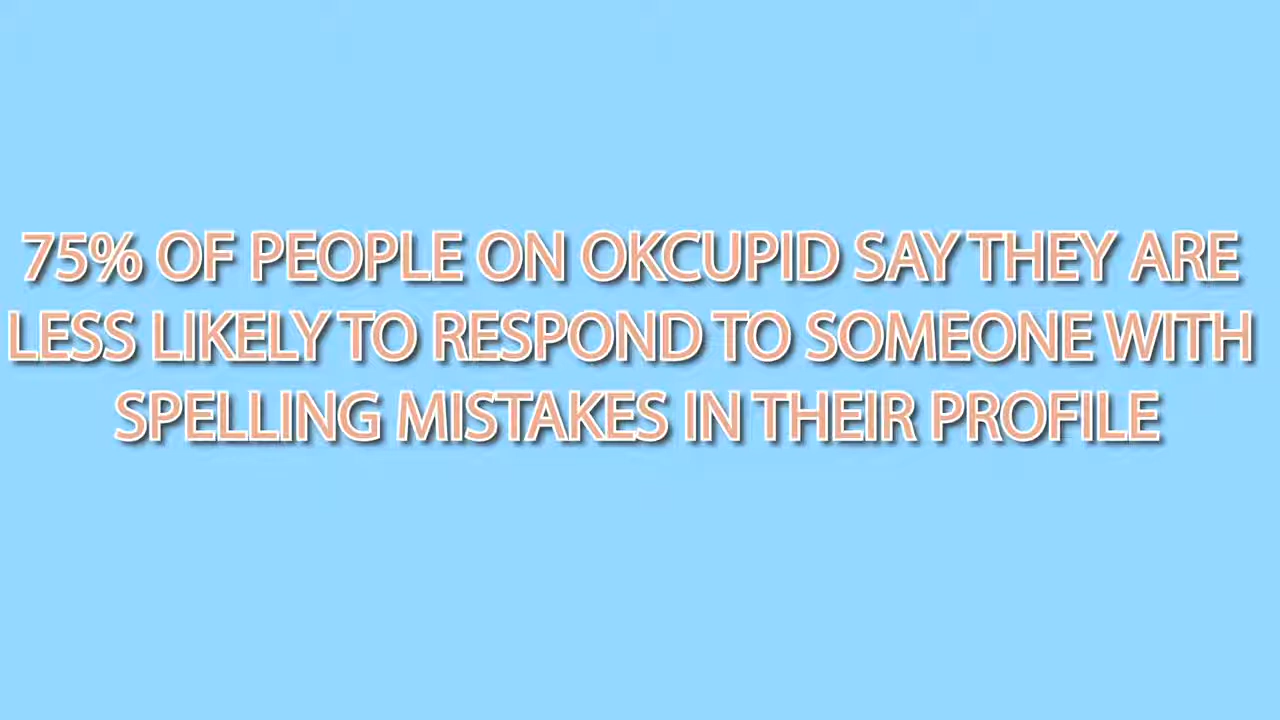 75% OF PEOPLE ON OKCUPID SAY THEY ARE
LESS LIKELY TO RESPOND TO SOMEONE WITH
SPELLING MISTAKES IN THEIR PROFILE